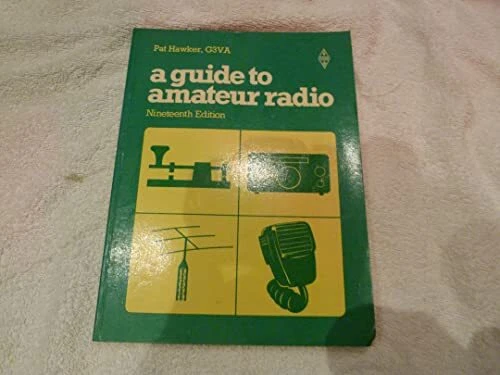 Pat Hawker, G3VA
a guide to
amateur radio
Nineteenth Edition